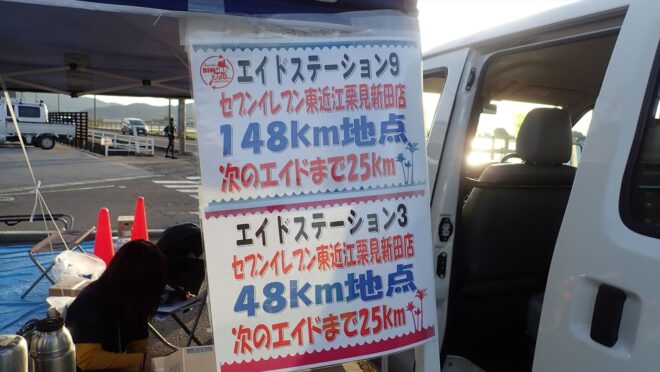 エイドステーション9
セブンイレブン東近江栗見新田店
148km地点
次のエイドまで25km
エイドステーション3
セブンイレブン東近江栗見新田店
48km地点
次のエイドまで25km